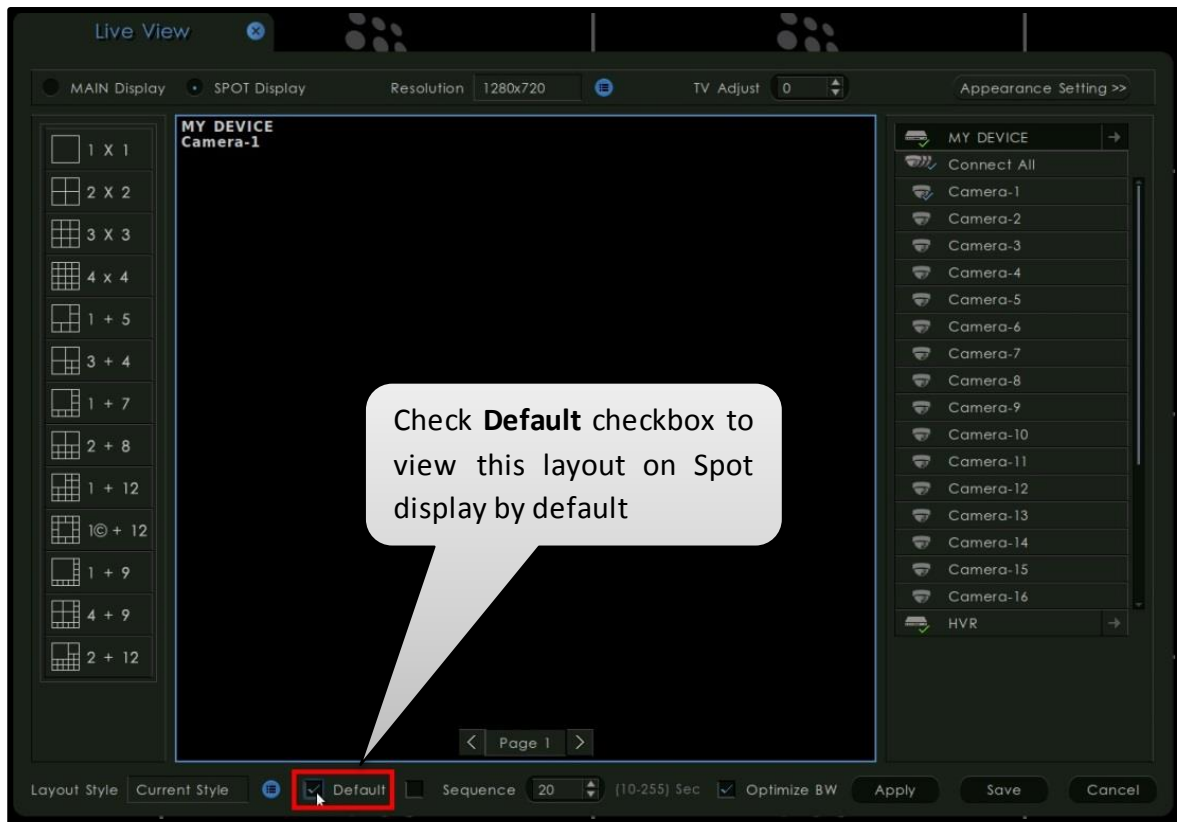 Live View
MAIN Display SPOT Display Resolution 1280x720 TV Adjust 0 Appearance Setting >>
1 X 1
2 X 2
3 X 3
4 x 4
1 + 5
3 + 4
1 + 7
2 + 8
1 + 12
1© + 12
1 + 9
4 + 9
2 + 12
MY DEVICE
Camera-1
Check Default checkbox to
view this layout on Spot
display by default
< Page 1 >
MY DEVICE
Connect All
Camera-1
Camera-2
Camera-3
Camera-4
Camera-5
Camera-6
Camera-7
Camera-8
Camera-9
Camera-10
Camera-11
Camera-12
Camera-13
Camera-14
Camera-15
Camera-16
HVR
Layout Style Current Style Default Sequence 20 (10-255) Sec Optimize BW Apply Save Cancel